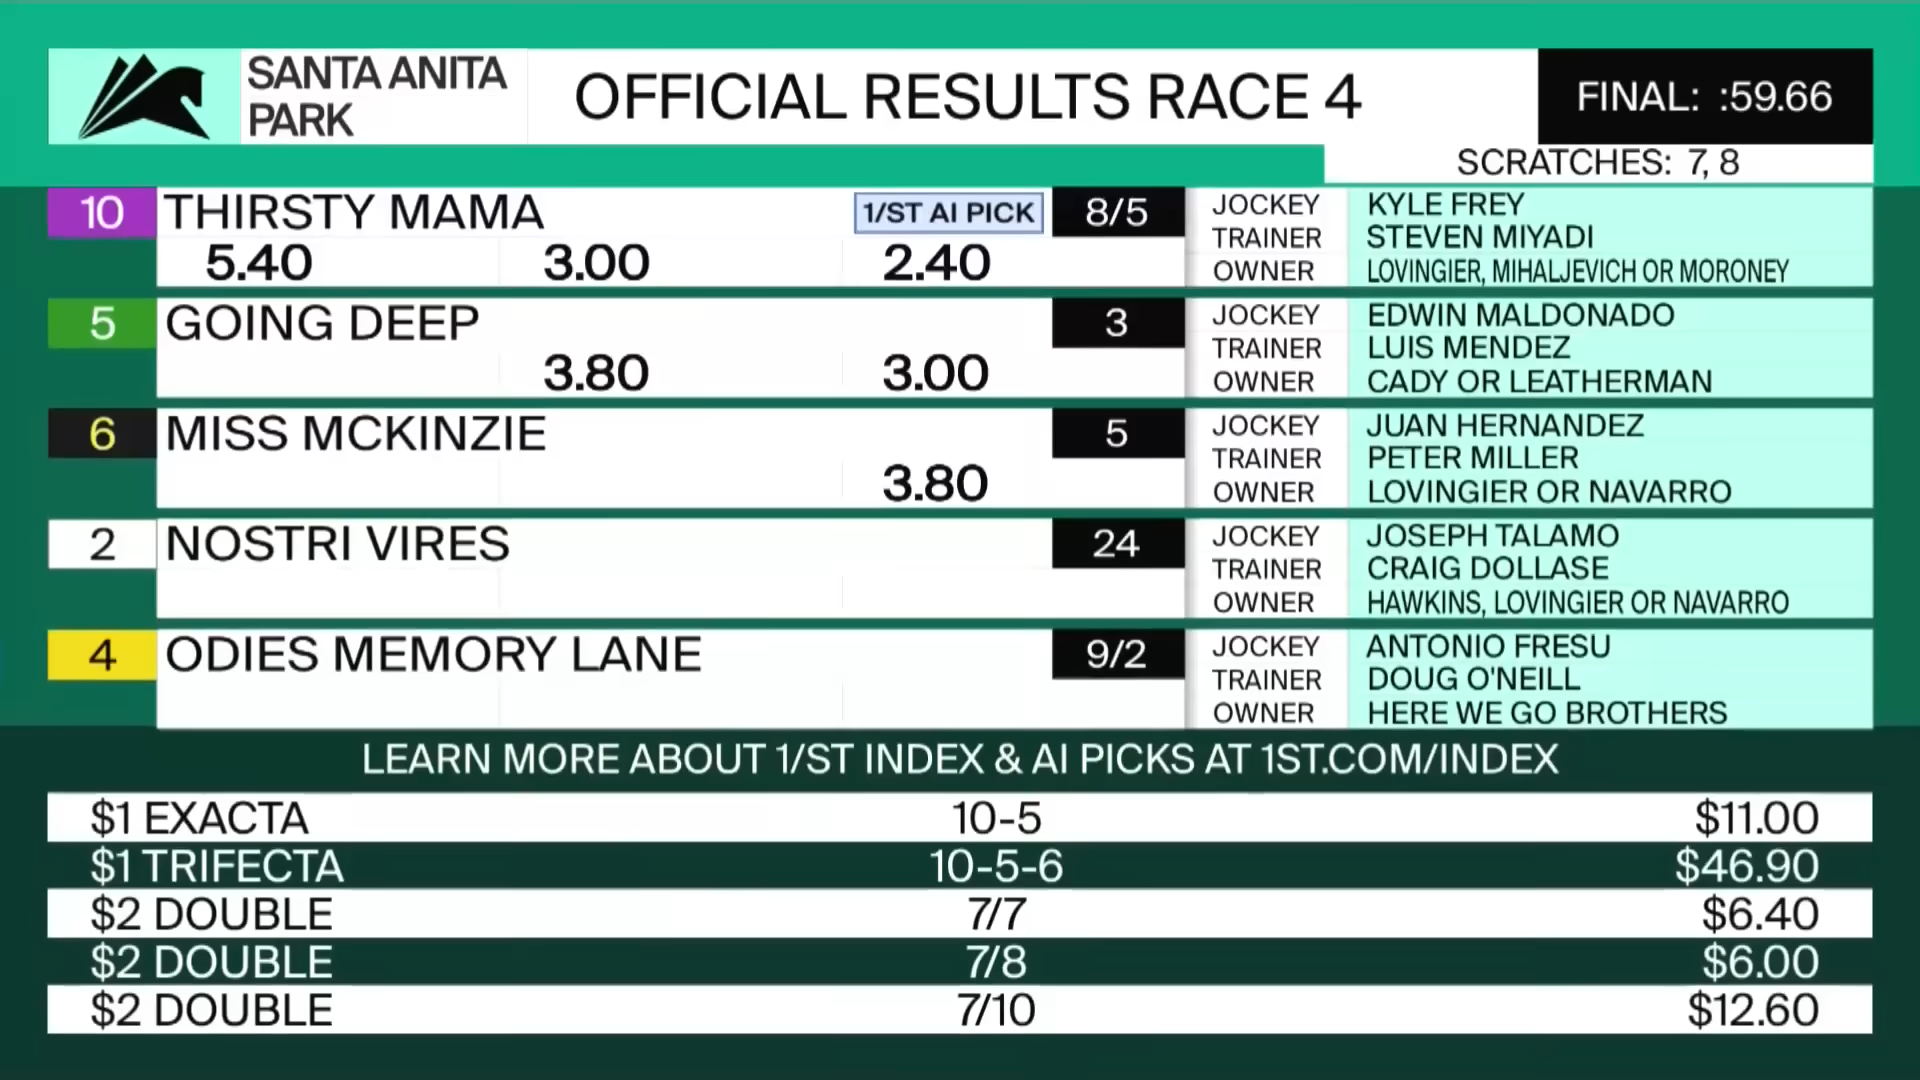 SANTA ANITA
PARK
OFFICIAL RESULTS RACE 4
FINAL: :59.66
SCRATCHES: 7, 8
10 THIRSTY MAMA 1/ST AI PICK 8/5
5.40 3.00 2.40
JOCKEY KYLE FREY
TRAINER STEVEN MIYADI
OWNER LOVINGIER, MIHALJEVICH OR MORONEY
5 GOING DEEP 3
3.80 3.00
JOCKEY EDWIN MALDONADO
TRAINER LUIS MENDEZ
OWNER CADY OR LEATHERMAN
6 MISS MCKINZIE 5
3.80
JOCKEY JUAN HERNANDEZ
TRAINER PETER MILLER
OWNER LOVINGIER OR NAVARRO
2 NOSTRI VIRES 24
JOCKEY JOSEPH TALAMO
TRAINER CRAIG DOLLASE
OWNER HAWKINS, LOVINGIER OR NAVARRO
4 ODIES MEMORY LANE 9/2
JOCKEY ANTONIO FRESU
TRAINER DOUG O'NEILL
OWNER HERE WE GO BROTHERS
LEARN MORE ABOUT 1/ST INDEX & AI PICKS AT 1ST.COM/INDEX
$1 EXACTA 10-5 $11.00
$1 TRIFECTA 10-5-6 $46.90
$2 DOUBLE 7/7 $6.40
$2 DOUBLE 7/8 $6.00
$2 DOUBLE 7/10 $12.60